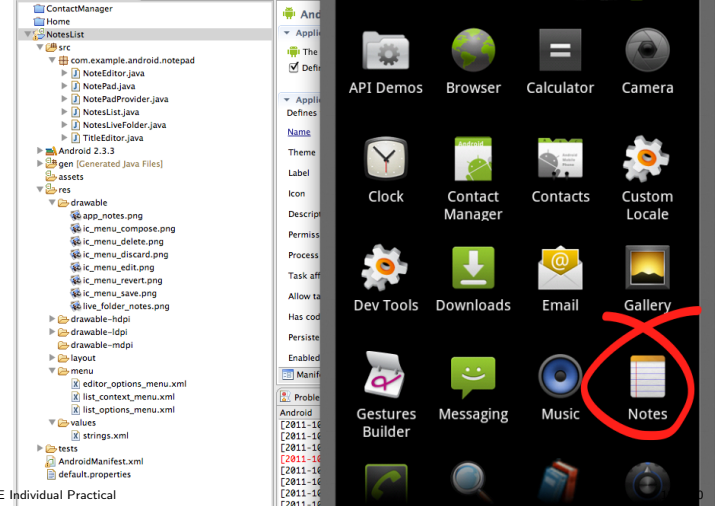 ContactManager
Home
NotesList
src
com.example.android.notepad
NoteEditor.java
NotePad.java
NotePadProvider.java
NotesList.java
NotesLiveFolder.java
TitleEditor.java
Android 2.3.3
gen [Generated Java Files]
assets
res
drawable
app_notes.png
ic_menu_compose.png
ic_menu_delete.png
ic_menu_discard.png
ic_menu_edit.png
ic_menu_revert.png
ic_menu_save.png
live_folder_notes.png
drawable-hdpi
drawable-ldpi
drawable-mdpi
layout
menu
editor_options_menu.xml
list_context_menu.xml
list_options_menu.xml
values
strings.xml
tests
AndroidManifest.xml
default.properties
E Individual Practical
And
Applic
The
Defin
Applic
Defines
Name
Theme
Label
Icon
Descript
Permiss
Process
Task aff
Allow ta
Has cod
Persiste
Enabled
Manif
Proble
Android
[2011-10
[2011-10
[2011-10
[2011-10
[2011-10
[2011-10
[2011-10
API Demos Browser Calculator Camera
Clock Contact Manager Contacts Custom Locale
Dev Tools Downloads Email Gallery
Gestures Builder Messaging Music Notes